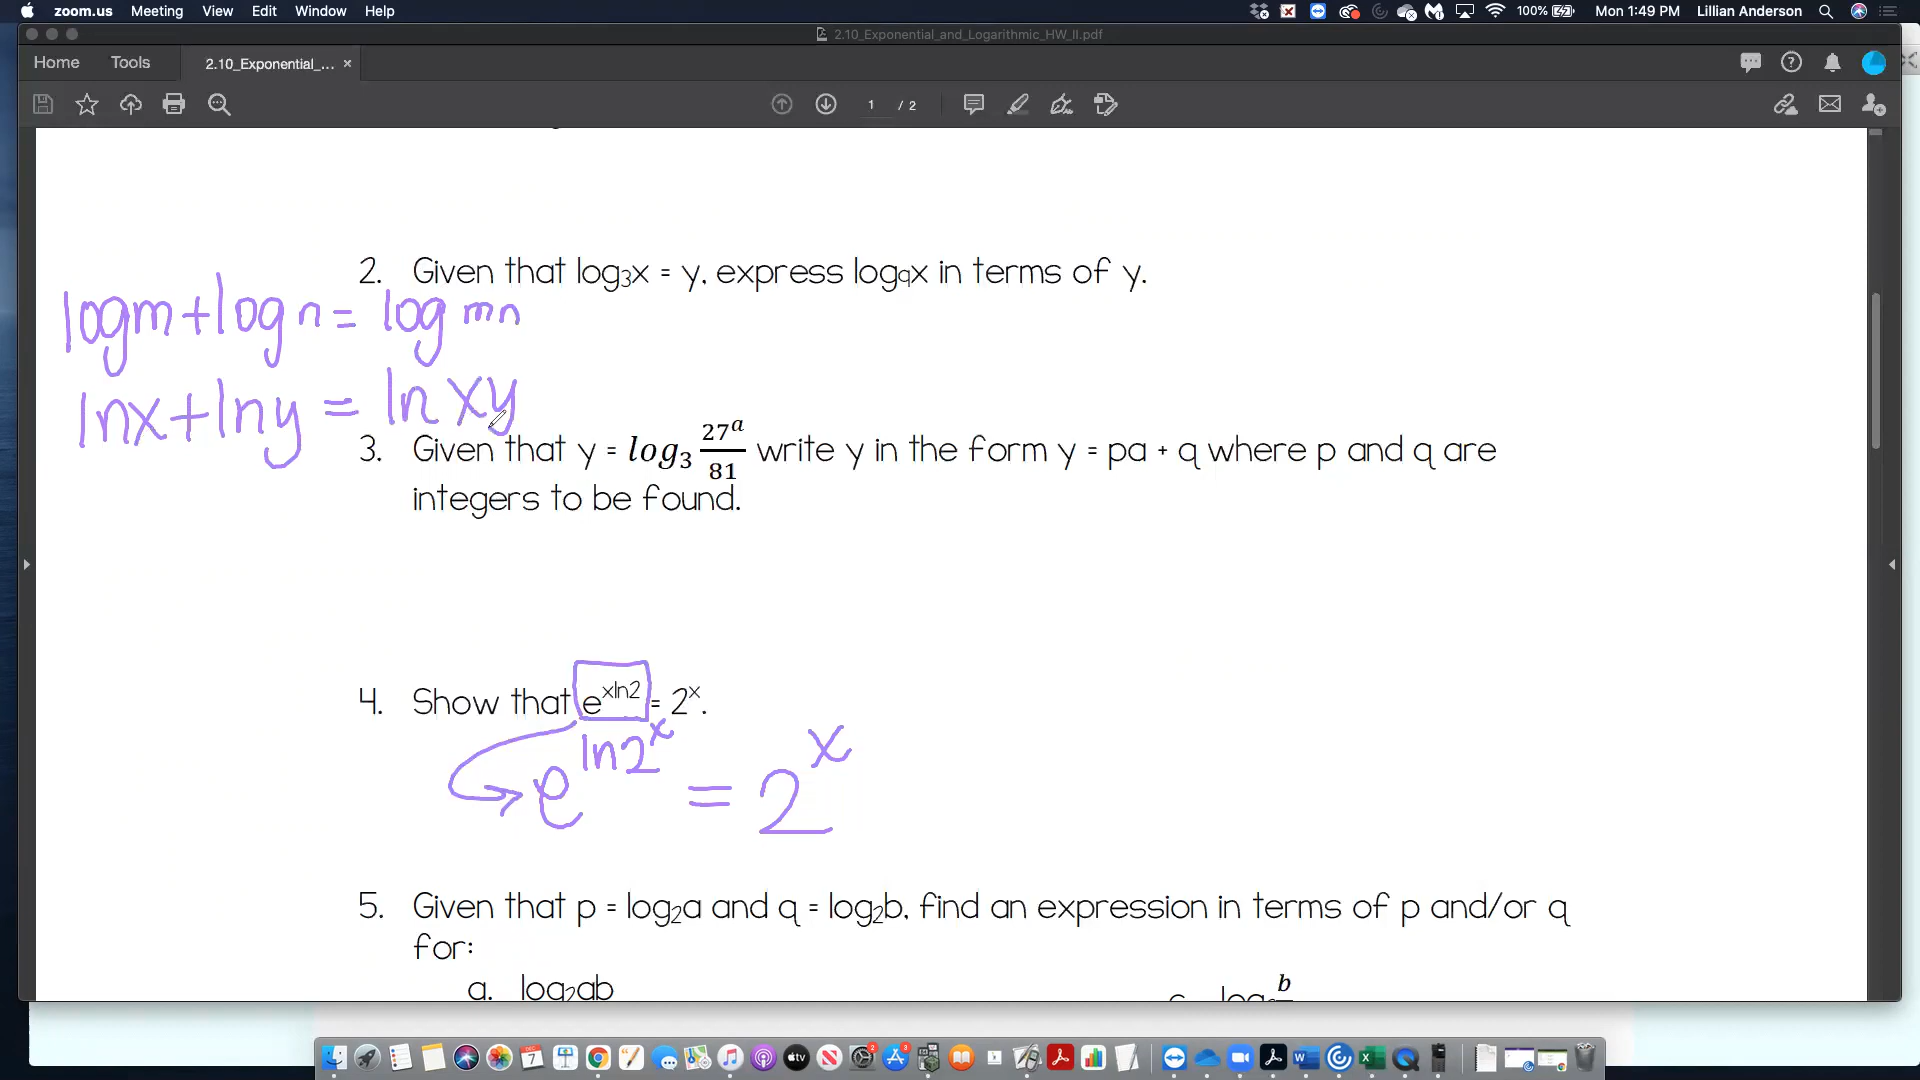 zoom.us Meeting View Edit Window Help 100% Mon 1:49 PM Lillian Anderson
2.10_Exponential_and_Logarithmic_HW_II.pdf
Home Tools 2.10_Exponential_... ×
1 / 2
2. Given that log₃x = y, express log₉x in terms of y.
logm+logn = log mn
lnx+lny = ln xy
3. Given that y = log₃ 27ᵃ/81 write y in the form y = pa + q where p and q are
integers to be found.
4. Show that e^(xln2) = 2ˣ.
e^(ln2^x) = 2^x
5. Given that p = log₂a and q = log₂b, find an expression in terms of p and/or q
for:
a. log₂ab
b